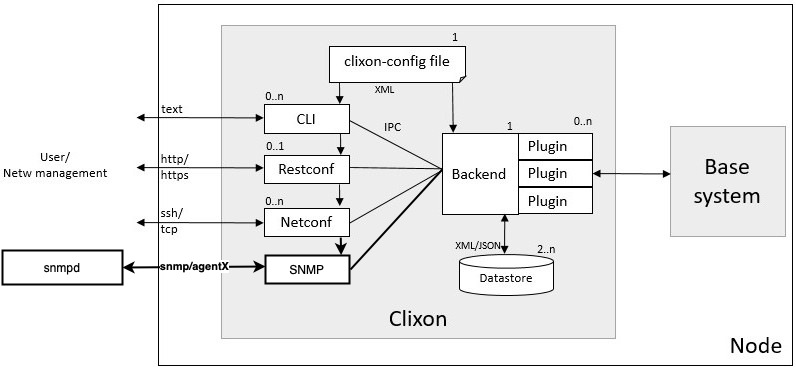 1
clixon-config file
XML
0..n
text
CLI
IPC
0..1
1
0..n
User/
Netw management
http/
https
Restconf
Backend
Plugin
Plugin
Plugin
Base
system
0..n
ssh/
tcp
Netconf
XML/JSON
2..n
snmpd
snmp/agentX
SNMP
Datastore
Clixon
Node